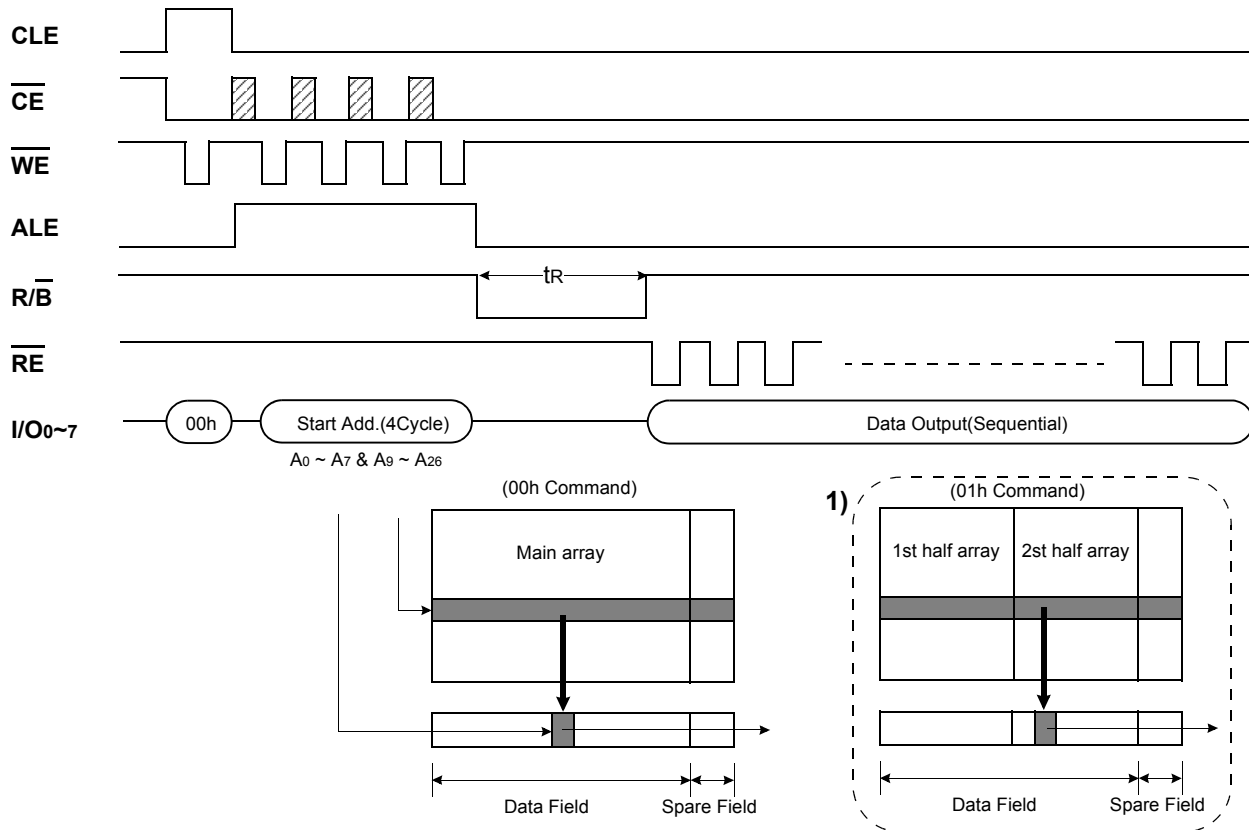 CLE
CE
WE
ALE
tR
R/B
RE
I/O0~7
00h
Start Add.(4Cycle)
Data Output(Sequential)
A0 ~ A7 & A9 ~ A26
(00h Command)
1)
(01h Command)
Main array
1st half array
2st half array
Data Field
Spare Field
Data Field
Spare Field